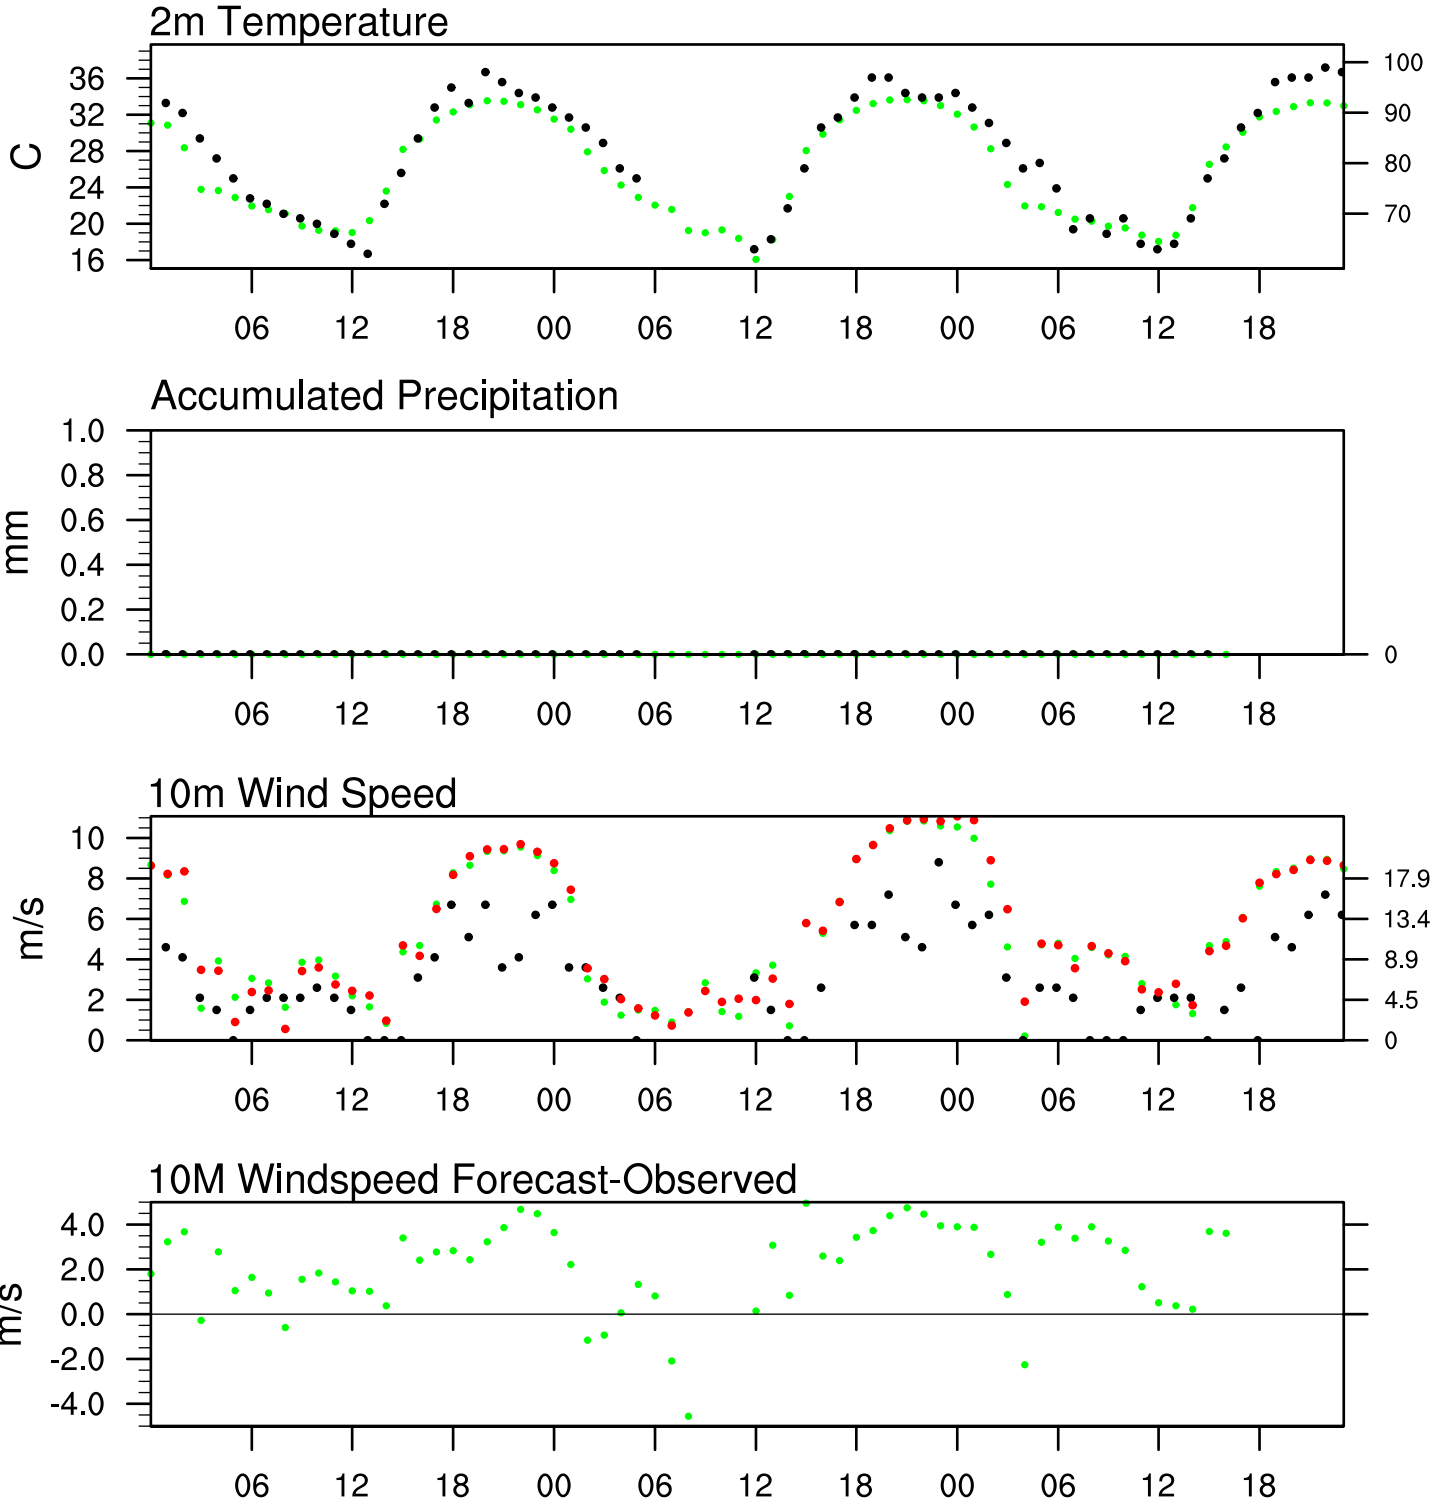 2m Temperature
36
32
28
24
20
16
C
100
90
80
70
06 12 18 00 06 12 18 00 06 12 18
Accumulated Precipitation
1.0
0.8
0.6
0.4
0.2
0.0
mm
0
06 12 18 00 06 12 18 00 06 12 18
10m Wind Speed
10
8
6
4
2
0
m/s
17.9
13.4
8.9
4.5
0
06 12 18 00 06 12 18 00 06 12 18
10M Windspeed Forecast-Observed
4.0
2.0
0.0
-2.0
-4.0
m/s
06 12 18 00 06 12 18 00 06 12 18